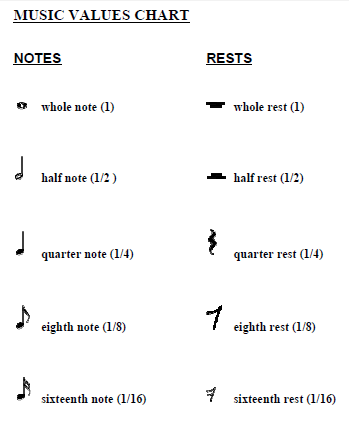 MUSIC VALUES CHART
NOTES RESTS
whole note (1) whole rest (1)
half note (1/2 ) half rest (1/2)
quarter note (1/4) quarter rest (1/4)
eighth note (1/8) eighth rest (1/8)
sixteenth note (1/16) sixteenth rest (1/16)